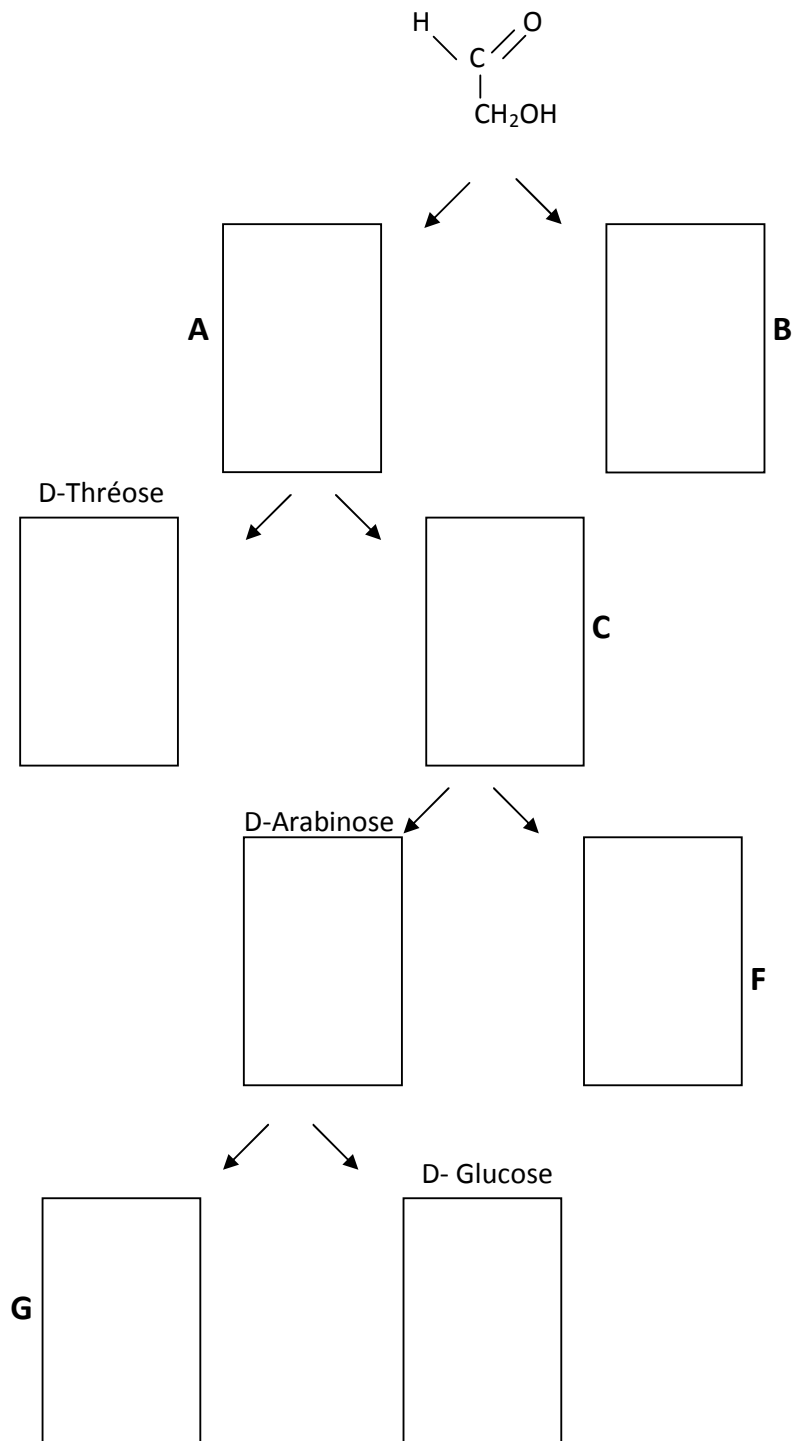 H O
C
CH₂OH
A B
D-Thréose
C
D-Arabinose
F
D- Glucose
G